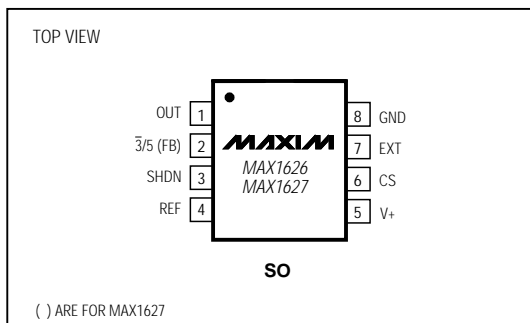 TOP VIEW
OUT 1
3̅/5 (FB) 2
SHDN 3
REF 4
MAXIM
MAX1626
MAX1627
8 GND
7 EXT
6 CS
5 V+
SO
( ) ARE FOR MAX1627